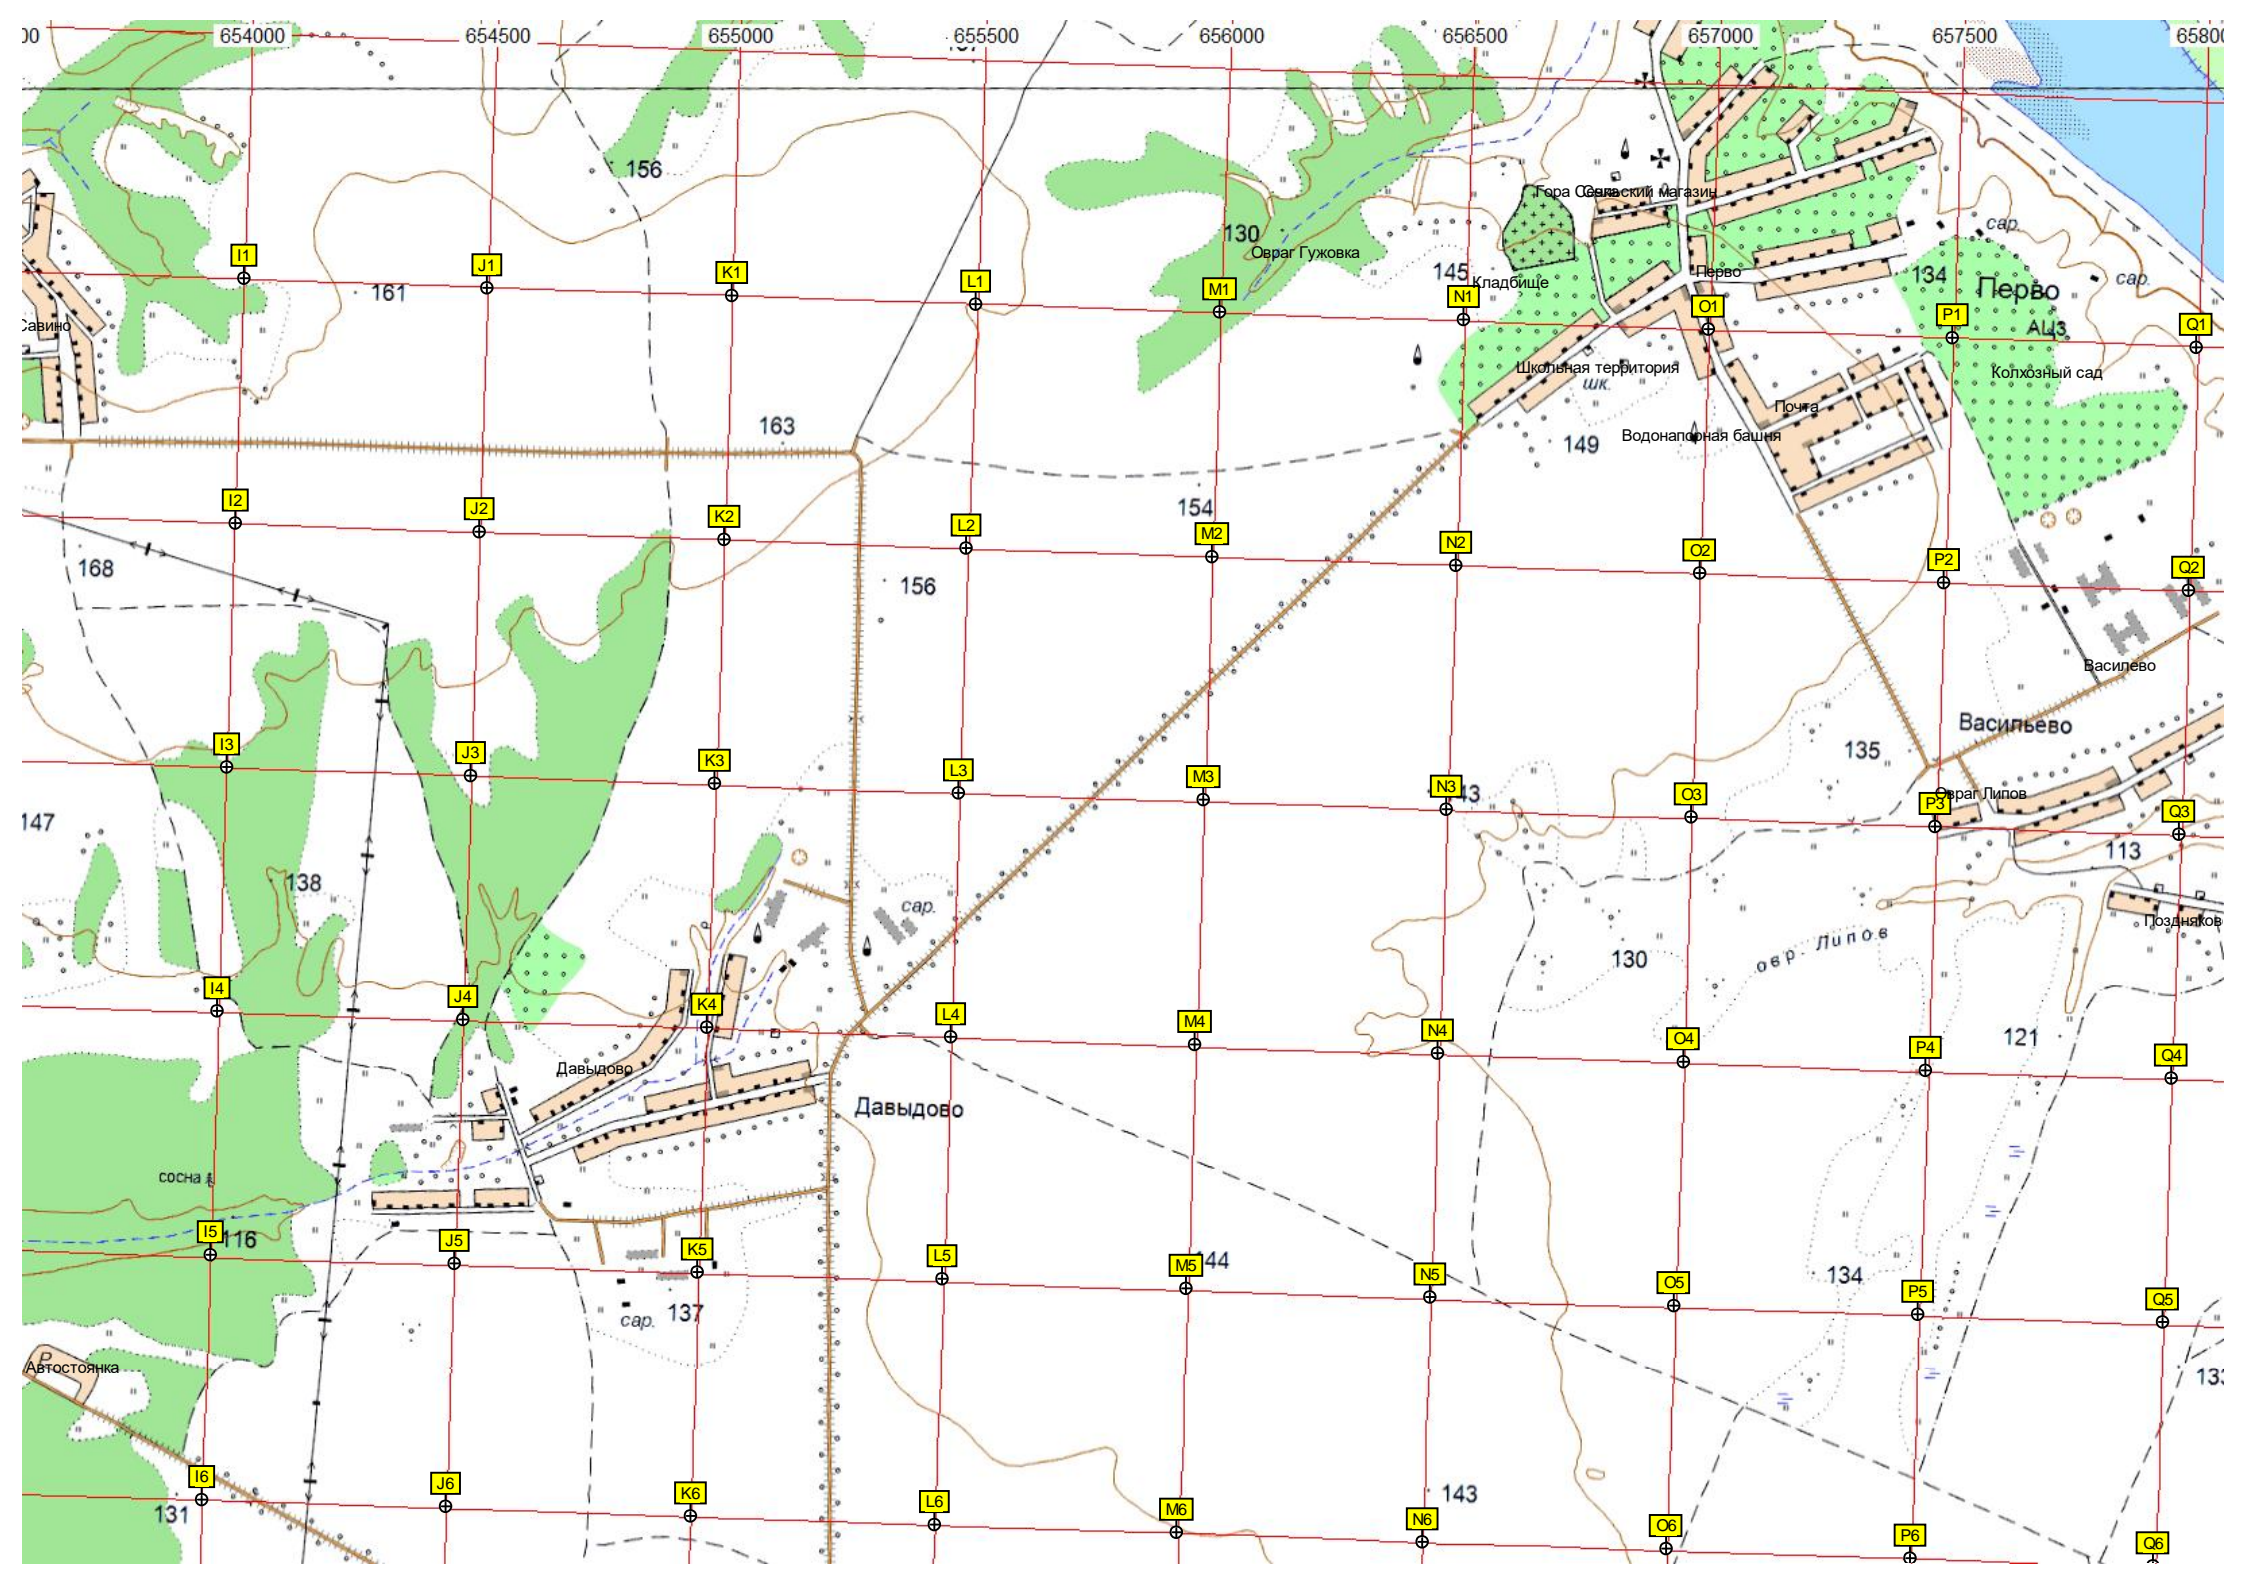 00 654000 654500 655000 655500 656000 656500 657000 657500 65800
156
Гора Се Сельский магазин
130
Овраг Гужовка
сар.
I1 J1 K1 L1 M1 N1 O1 P1 Q1
161
145
Кладбище
Перво
134
Перво
сар.
АЦЗ
Савино
Школьная территория
шк.
Колхозный сад
Почта
163
149
Водонапорная башня
154
I2 J2 K2 L2 M2 N2 O2 P2 Q2
168
156
Василево
Васильево
135
I3 J3 K3 L3 M3 N3 O3 P3 Q3
43
Овраг Липов
147
138
113
сар.
Поздняков
130
овр. Липов
I4 J4 K4 L4 M4 N4 O4 P4 Q4
121
Давыдово
Давыдово
сосна
I5 J5 K5 L5 M5 N5 O5 P5 Q5
116
44
134
137
сар.
Р
Автостоянка
133
I6 J6 K6 L6 M6 N6 O6 P6 Q6
131
143